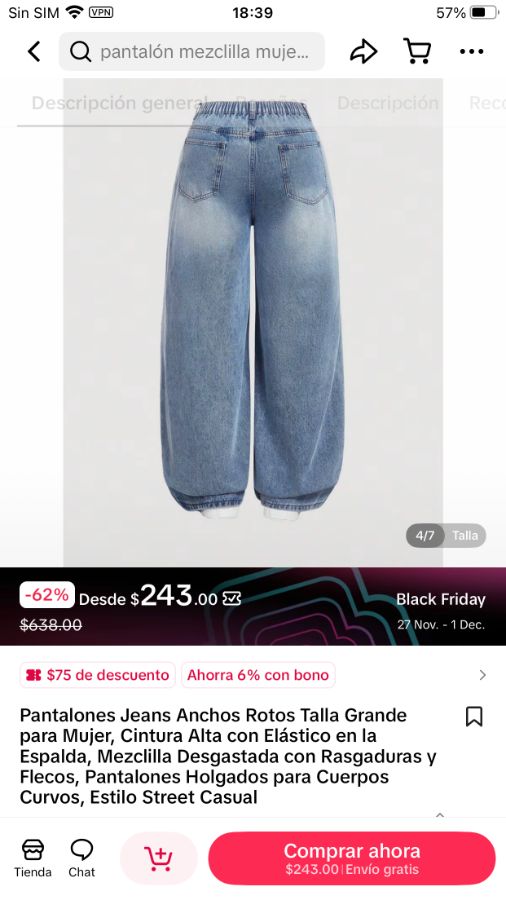 Sin SIM VPN 18:39 57%
pantalón mezclilla muje...
Descripción general Descripción
4/7 Talla
-62% Desde $243.00 Black Friday
$638.00 27 Nov. - 1 Dec.
$75 de descuento Ahorra 6% con bono
Pantalones Jeans Anchos Rotos Talla Grande
para Mujer, Cintura Alta con Elástico en la
Espalda, Mezclilla Desgastada con Rasgaduras y
Flecos, Pantalones Holgados para Cuerpos
Curvos, Estilo Street Casual
Tienda Chat Comprar ahora
$243.00 | Envío gratis